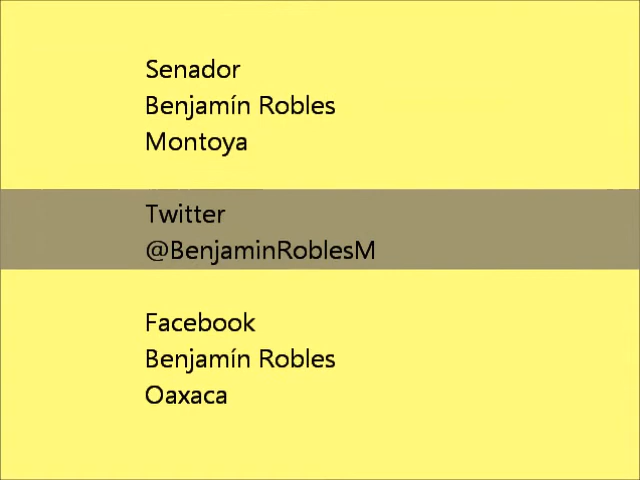 Senador
Benjamín Robles
Montoya
Twitter
@BenjaminRoblesM
Facebook
Benjamín Robles
Oaxaca